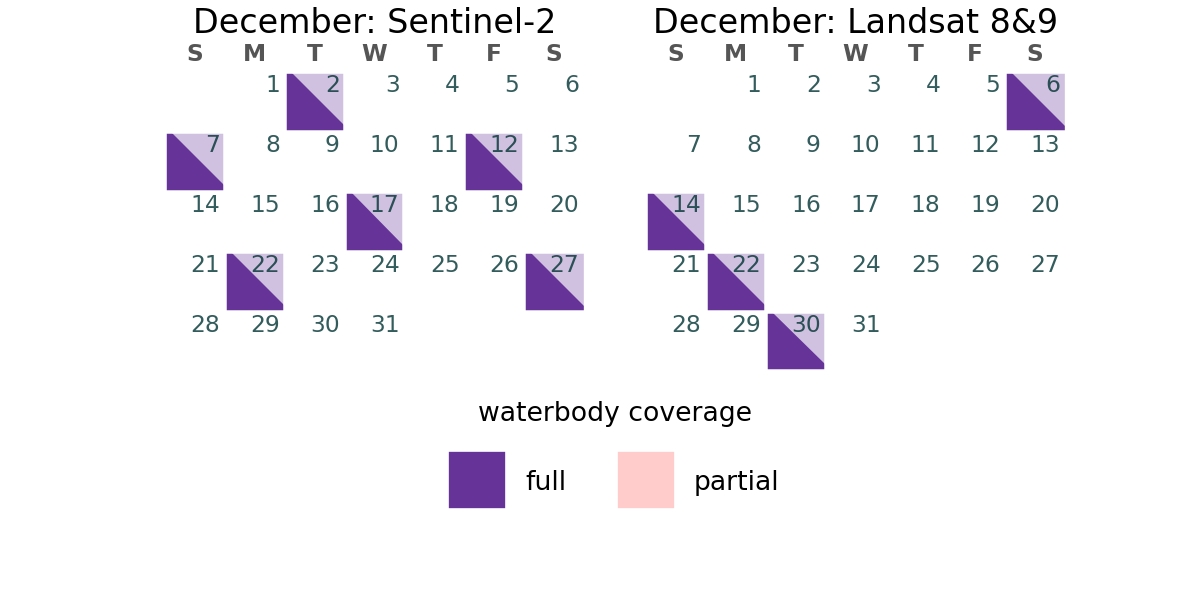 December: Sentinel-2
S M T W T F S
1 2 3 4 5 6
7 8 9 10 11 12 13
14 15 16 17 18 19 20
21 22 23 24 25 26 27
28 29 30 31
December: Landsat 8&9
S M T W T F S
1 2 3 4 5 6
7 8 9 10 11 12 13
14 15 16 17 18 19 20
21 22 23 24 25 26 27
28 29 30 31
waterbody coverage
full partial